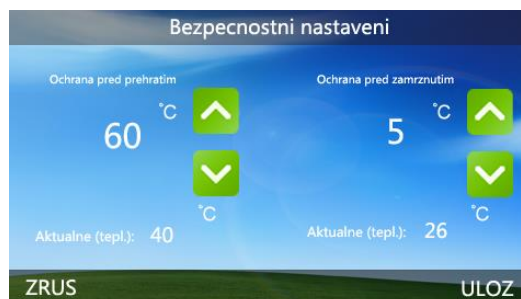 Bezpecnostni nastaveni
Ochrana pred prehratim
60 °C
Aktualne (tepl.): 40 °C
Ochrana pred zamrznutim
5 °C
Aktualne (tepl.): 26 °C
ZRUS
ULOZ